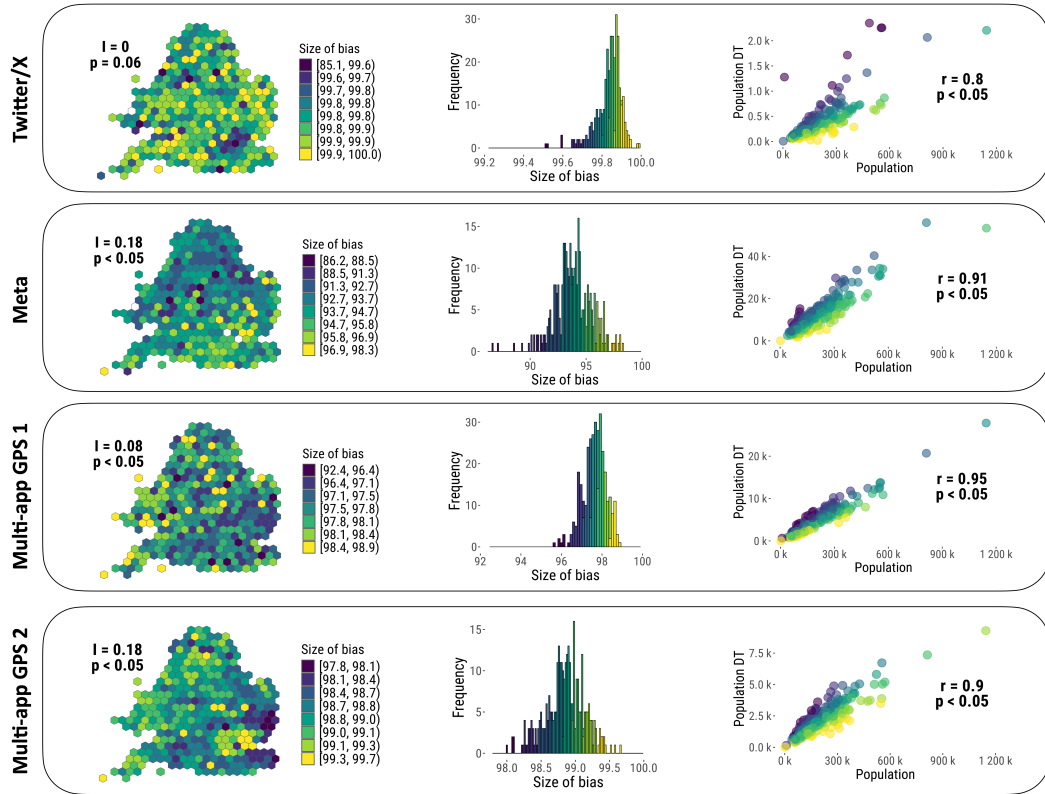 Twitter/X
I = 0
p = 0.06
Size of bias
[85.1, 99.6)
[99.6, 99.7)
[99.7, 99.8)
[99.8, 99.8)
[99.8, 99.8)
[99.8, 99.9)
[99.9, 99.9)
[99.9, 100.0)
Frequency
30
20
10
0
99.2 99.4 99.6 99.8 100.0
Size of bias
Population DT
2.0 k
1.5 k
1.0 k
0.5 k
0.0 k
0 k 300 k 600 k 900 k 1 200 k
Population
r = 0.8
p < 0.05
Meta
I = 0.18
p < 0.05
Size of bias
[86.2, 88.5)
[88.5, 91.3)
[91.3, 92.7)
[92.7, 93.7)
[93.7, 94.7)
[94.7, 95.8)
[95.8, 96.9)
[96.9, 98.3)
Frequency
15
10
5
0
90 95 100
Size of bias
Population DT
40 k
20 k
0 k
0 k 300 k 600 k 900 k 1 200 k
Population
r = 0.91
p < 0.05
Multi-app GPS 1
I = 0.08
p < 0.05
Size of bias
[92.4, 96.4)
[96.4, 97.1)
[97.1, 97.5)
[97.5, 97.8)
[97.8, 98.1)
[98.1, 98.4)
[98.4, 98.9)
Frequency
30
20
10
0
92 94 96 98 100
Size of bias
Population DT
20 k
10 k
0 k
0 k 300 k 600 k 900 k 1 200 k
Population
r = 0.95
p < 0.05
Multi-app GPS 2
I = 0.18
p < 0.05
Size of bias
[97.8, 98.1)
[98.1, 98.4)
[98.4, 98.7)
[98.7, 98.8)
[98.8, 99.0)
[99.0, 99.1)
[99.1, 99.3)
[99.3, 99.7)
Frequency
15
10
5
0
98.0 98.5 99.0 99.5 100.0
Size of bias
Population DT
7.5 k
5.0 k
2.5 k
0.0 k
0 k 300 k 600 k 900 k 1 200 k
Population
r = 0.9
p < 0.05